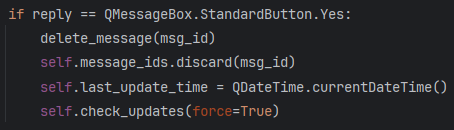 if reply == QMessageBox.StandardButton.Yes:
    delete_message(msg_id)
    self.message_ids.discard(msg_id)
    self.last_update_time = QDateTime.currentDateTime()
    self.check_updates(force=True)